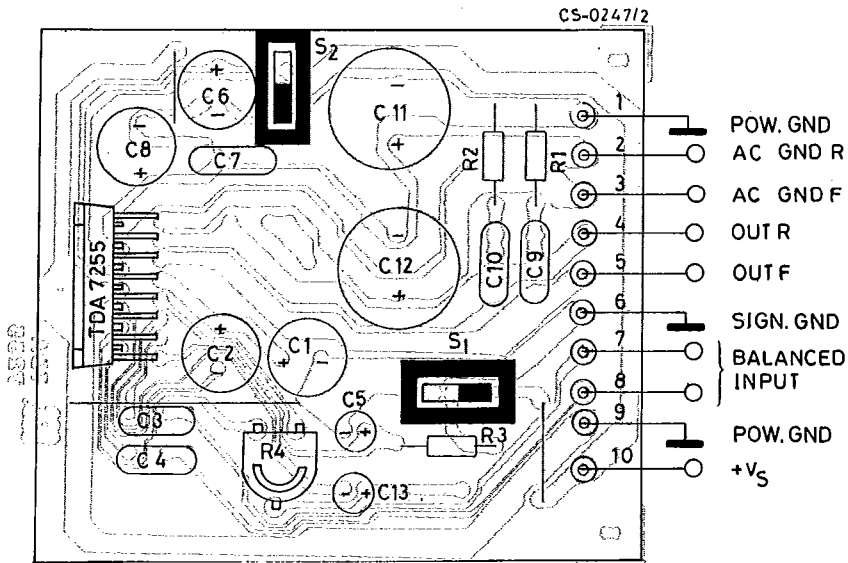 CS-0247/2
S2
C6
C11
C8
C7
R2
R1
1
POW. GND
2
AC GND R
3
AC GND F
4
OUT R
TDA 7255
C12
C10
C9
5
OUT F
6
SIGN. GND
C2
C1
S1
7
BALANCED
INPUT
8
C3
C5
9
POW. GND
R4
R3
C4
10
+VS
C13